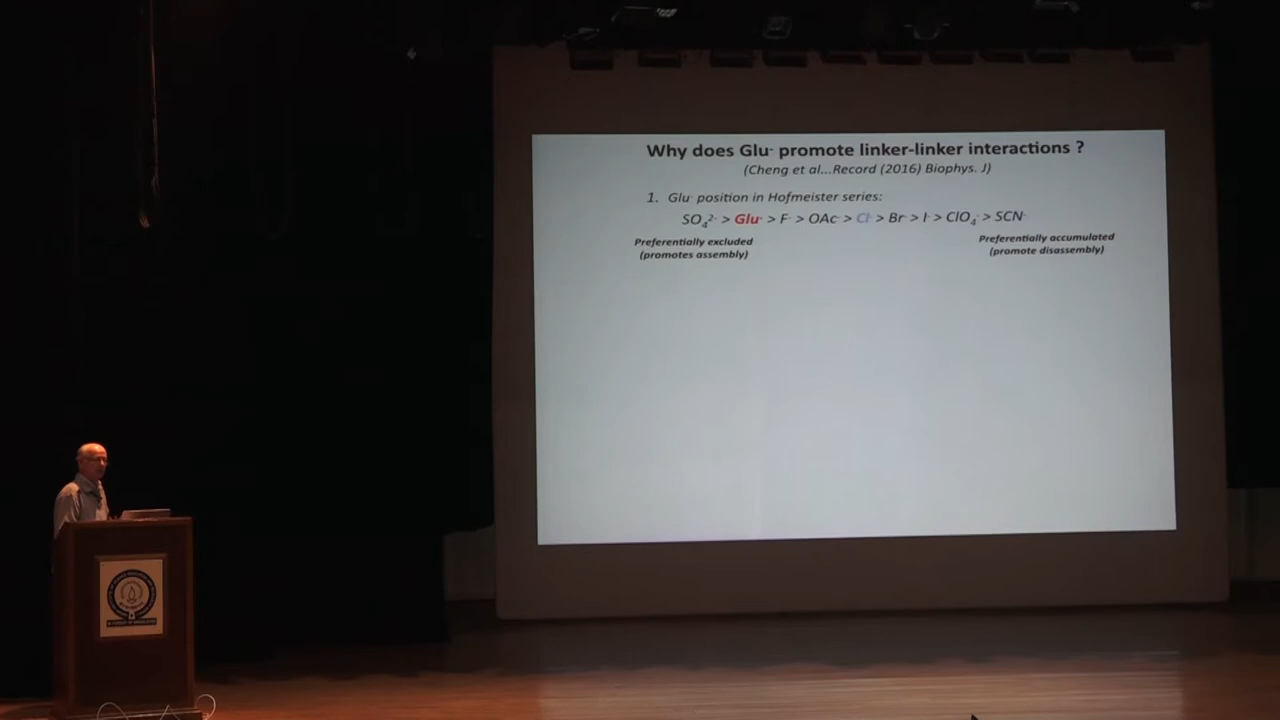 Why does Glu⁻ promote linker-linker interactions ?
(Cheng et al...Record (2016) Biophys. J)
1. Glu⁻ position in Hofmeister series:
SO₄²⁻ > Glu⁻ > F⁻ > OAc⁻ > Cl⁻ > Br⁻ > I⁻ > ClO₄⁻ > SCN⁻
Preferentially excluded
(promotes assembly)
Preferentially accumulated
(promote disassembly)